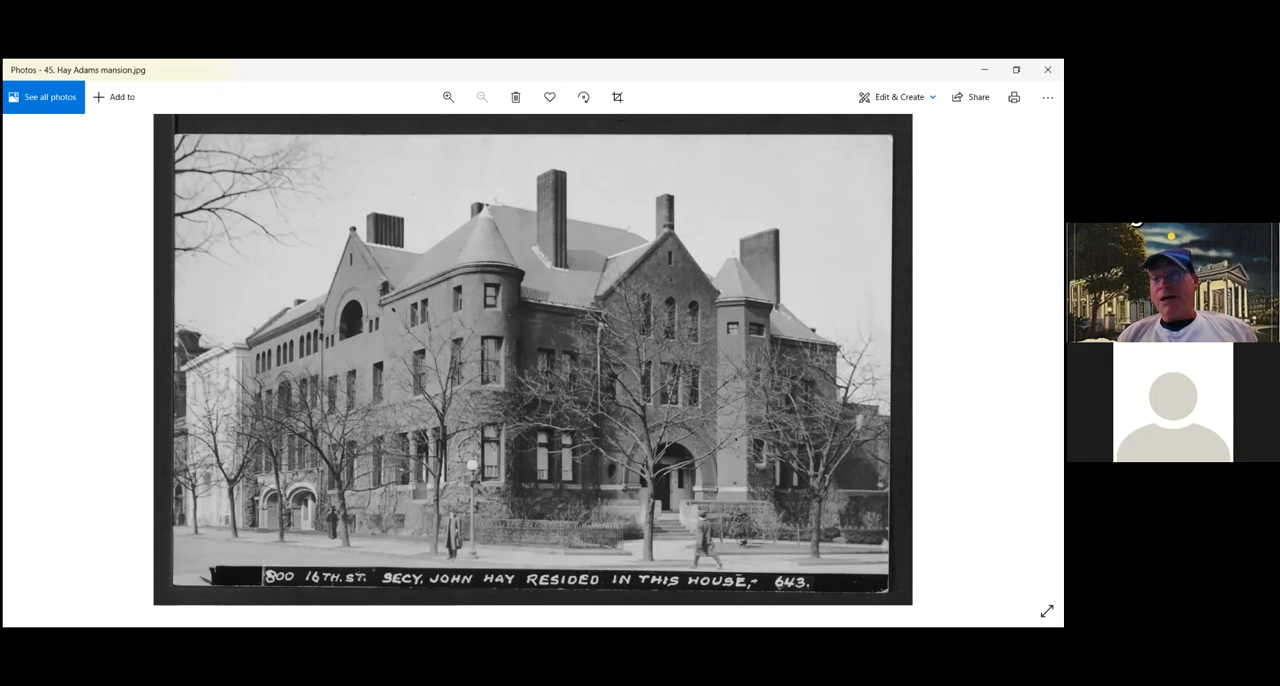 Photos - 45. Hay Adams mansion.jpg
See all photos
Add to
Edit & Create
Share
800 16TH. ST. SECY. JOHN HAY RESIDED IN THIS HOUSE,- 643.